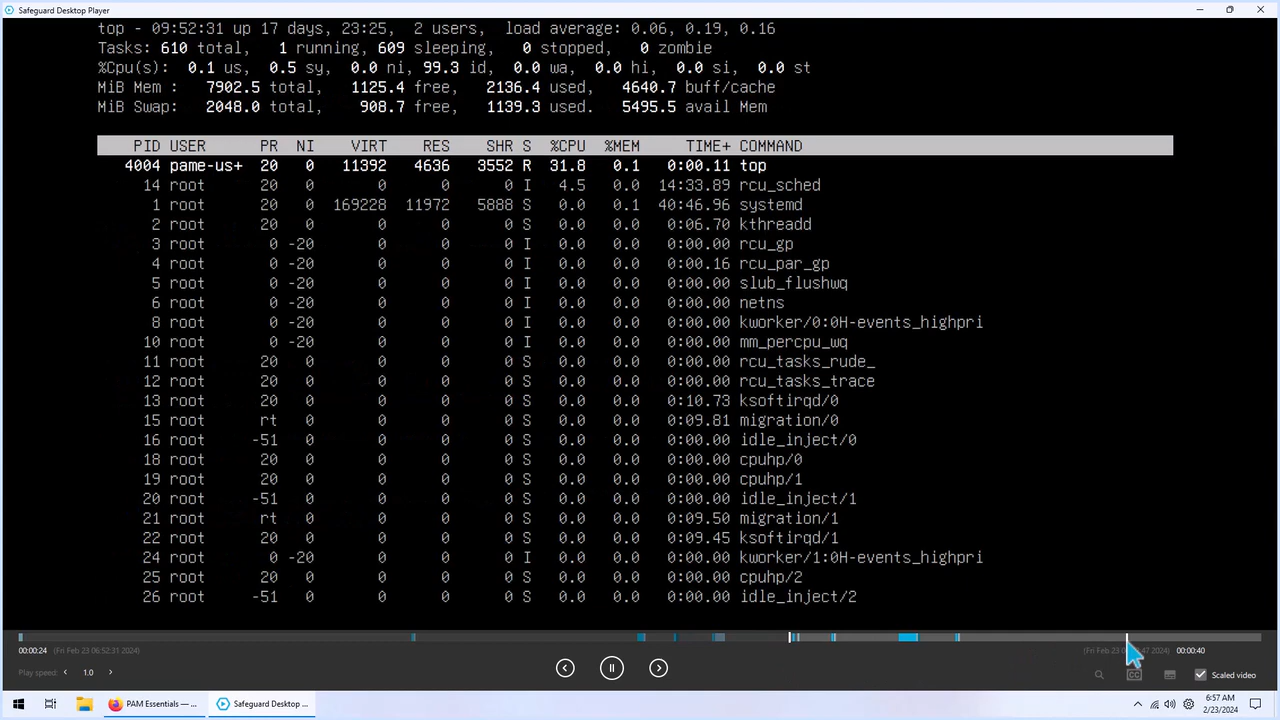 Safeguard Desktop Player
top - 09:52:31 up 17 days, 23:25, 2 users, load average: 0.06, 0.19, 0.16
Tasks: 610 total, 1 running, 609 sleeping, 0 stopped, 0 zombie
%Cpu(s): 0.1 us, 0.5 sy, 0.0 ni, 99.3 id, 0.0 wa, 0.0 hi, 0.0 si, 0.0 st
MiB Mem : 7902.5 total, 1125.4 free, 2136.4 used, 4640.7 buff/cache
MiB Swap: 2048.0 total, 908.7 free, 1139.3 used. 5495.5 avail Mem
PID USER PR NI VIRT RES SHR S %CPU %MEM TIME+ COMMAND
4004 pame-us+ 20 0 11392 4636 3552 R 31.8 0.1 0:00.11 top
14 root 20 0 0 0 0 I 4.5 0.0 14:33.89 rcu_sched
1 root 20 0 169228 11972 5888 S 0.0 0.1 40:46.96 systemd
2 root 20 0 0 0 0 S 0.0 0.0 0:06.70 kthreadd
3 root 0 -20 0 0 0 I 0.0 0.0 0:00.00 rcu_gp
4 root 0 -20 0 0 0 I 0.0 0.0 0:00.16 rcu_par_gp
5 root 0 -20 0 0 0 I 0.0 0.0 0:00.00 slub_flushwq
6 root 0 -20 0 0 0 I 0.0 0.0 0:00.00 netns
8 root 0 -20 0 0 0 I 0.0 0.0 0:00.00 kworker/0:0H-events_highpri
10 root 0 -20 0 0 0 I 0.0 0.0 0:00.00 mm_percpu_wq
11 root 20 0 0 0 0 S 0.0 0.0 0:00.00 rcu_tasks_rude_
12 root 20 0 0 0 0 S 0.0 0.0 0:00.00 rcu_tasks_trace
13 root 20 0 0 0 0 S 0.0 0.0 0:10.73 ksoftirqd/0
15 root rt 0 0 0 0 S 0.0 0.0 0:09.81 migration/0
16 root -51 0 0 0 0 S 0.0 0.0 0:00.00 idle_inject/0
18 root 20 0 0 0 0 S 0.0 0.0 0:00.00 cpuhp/0
19 root 20 0 0 0 0 S 0.0 0.0 0:00.00 cpuhp/1
20 root -51 0 0 0 0 S 0.0 0.0 0:00.00 idle_inject/1
21 root rt 0 0 0 0 S 0.0 0.0 0:09.50 migration/1
22 root 20 0 0 0 0 S 0.0 0.0 0:09.45 ksoftirqd/1
24 root 0 -20 0 0 0 I 0.0 0.0 0:00.00 kworker/1:0H-events_highpri
25 root 20 0 0 0 0 S 0.0 0.0 0:00.00 cpuhp/2
26 root -51 0 0 0 0 S 0.0 0.0 0:00.00 idle_inject/2
00:00:24 (Fri Feb 23 06:52:31 2024) (Fri Feb 23 47 2024) 00:00:40
Play speed: 1.0 CC Scaled video
PAM Essentials — ... Safeguard Desktop ... 6:57 AM
2/23/2024